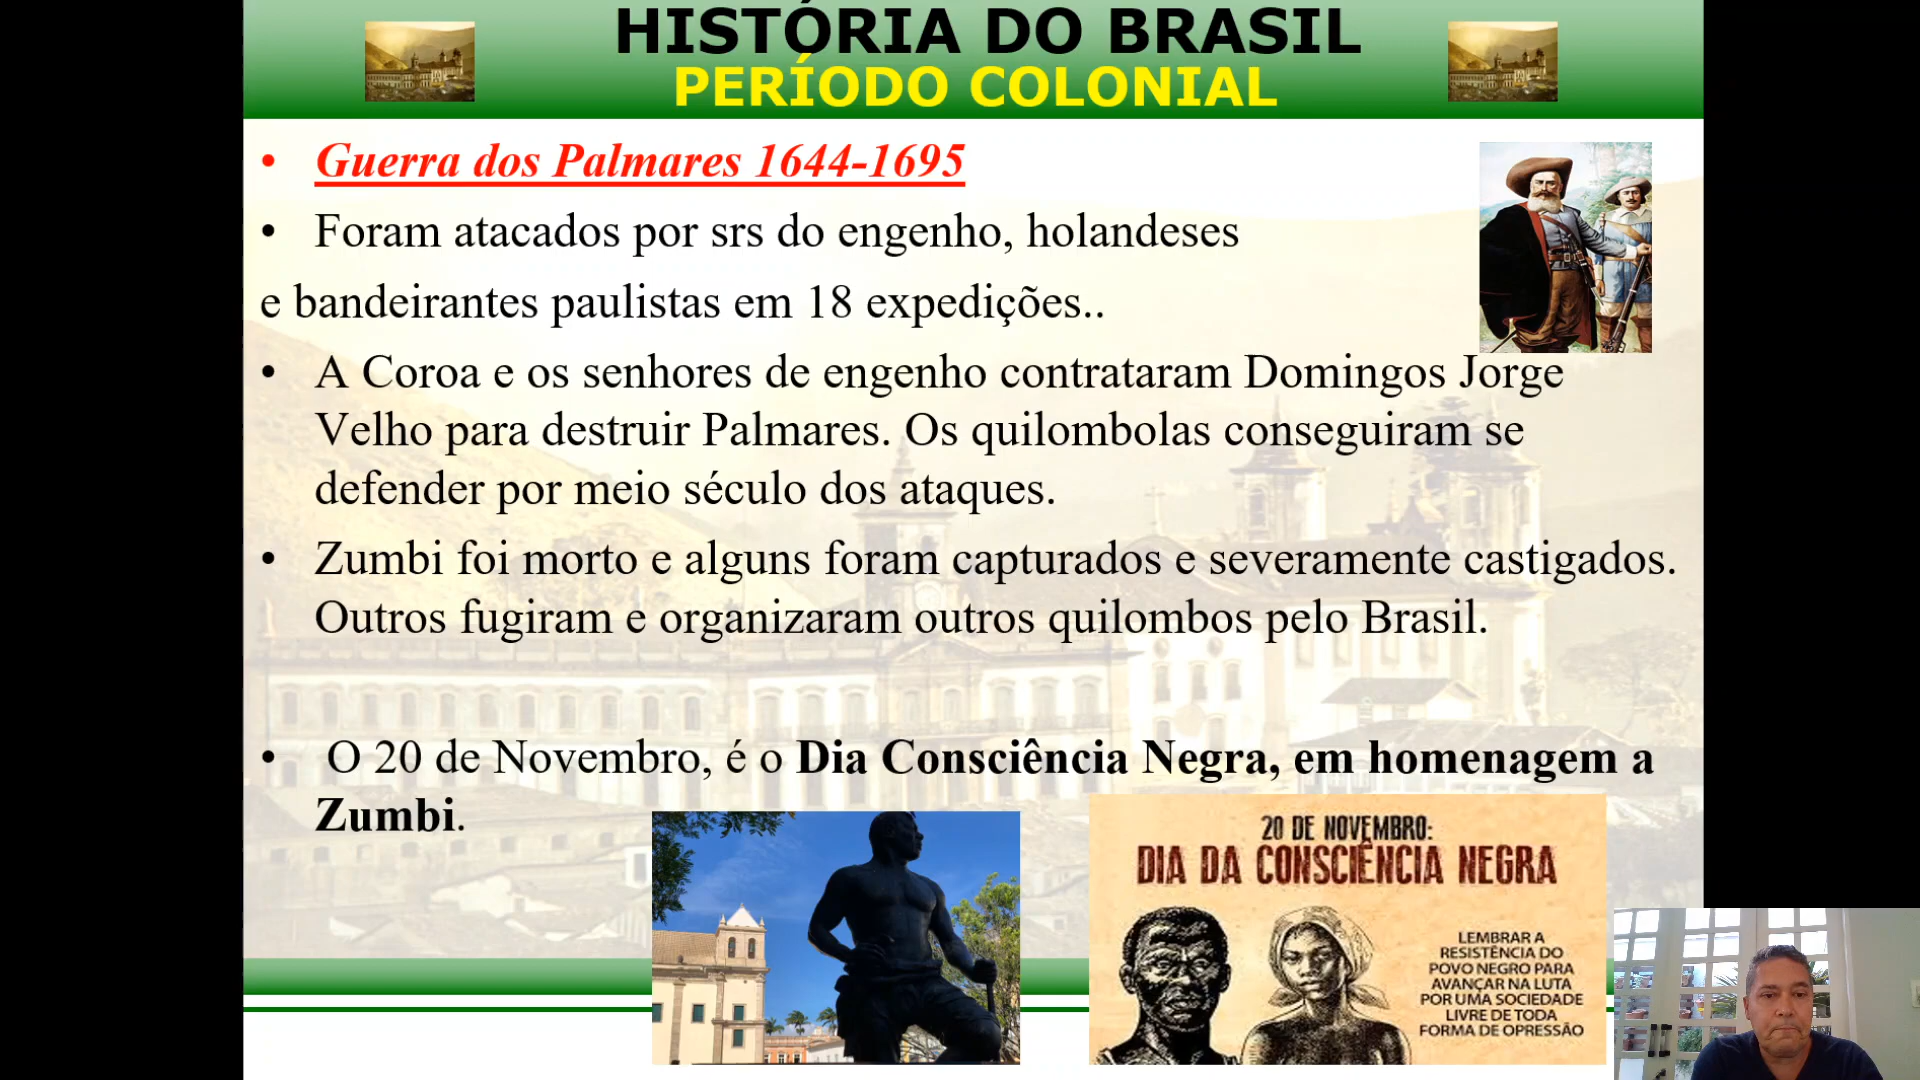 HISTÓRIA DO BRASIL
PERÍODO COLONIAL
• Guerra dos Palmares 1644-1695
• Foram atacados por srs do engenho, holandeses
e bandeirantes paulistas em 18 expedições..
• A Coroa e os senhores de engenho contrataram Domingos Jorge
Velho para destruir Palmares. Os quilombolas conseguiram se
defender por meio século dos ataques.
• Zumbi foi morto e alguns foram capturados e severamente castigados.
Outros fugiram e organizaram outros quilombos pelo Brasil.
• O 20 de Novembro, é o Dia Consciência Negra, em homenagem a
Zumbi.
20 DE NOVEMBRO:
DIA DA CONSCIÊNCIA NEGRA
LEMBRAR A
RESISTÊNCIA DO
POVO NEGRO PARA
AVANÇAR NA LUTA
POR UMA SOCIEDADE
LIVRE DE TODA
FORMA DE OPRESSÃO